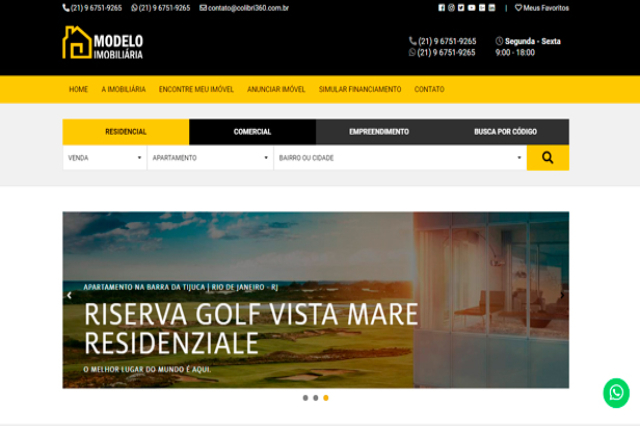 (21) 9 6751-9265 (21) 9 6751-9265 contato@colibri360.com.br | Meus Favoritos
MODELO
IMOBILIÁRIA
(21) 9 6751-9265
(21) 9 6751-9265
Segunda - Sexta
9:00 - 18:00
HOME A IMOBILIÁRIA ENCONTRE MEU IMÓVEL ANUNCIAR IMÓVEL SIMULAR FINANCIAMENTO CONTATO
RESIDENCIAL COMERCIAL EMPREENDIMENTO BUSCA POR CÓDIGO
VENDA APARTAMENTO BAIRRO OU CIDADE
APARTAMENTO NA BARRA DA TIJUCA | RIO DE JANEIRO - RJ
RISERVA GOLF VISTA MARE
RESIDENZIALE
O MELHOR LUGAR DO MUNDO É AQUI.